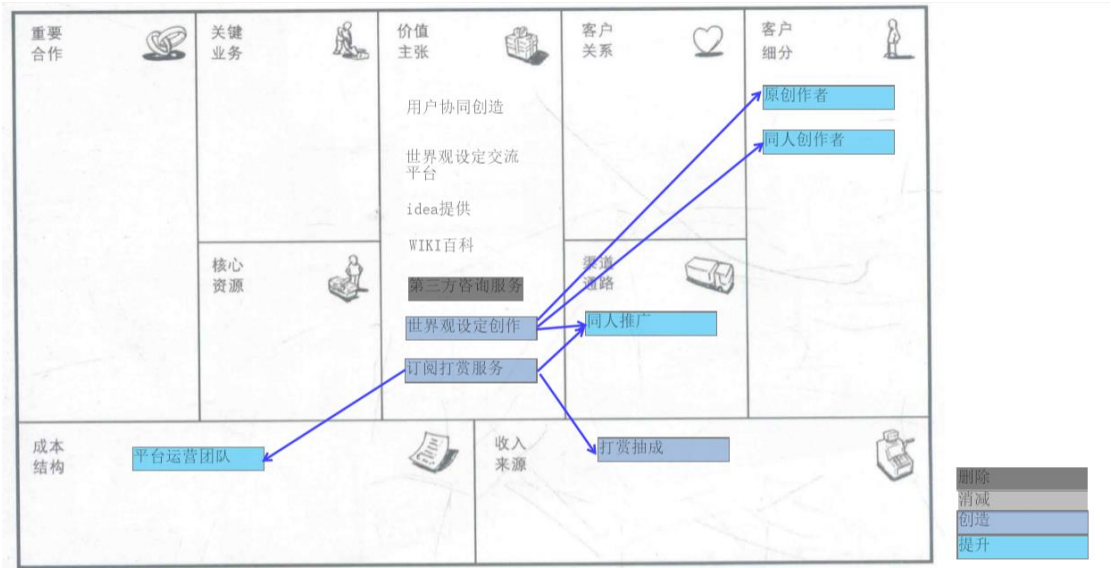 重要
合作
关键
业务
价值
主张
客户
关系
客户
细分
用户协同创造
世界观设定交流
平台
idea提供
WIKI百科
第三方咨询服务
世界观设定创作
订阅打赏服务
原创作者
同人创作者
核心
资源
渠道
通路
同人推广
成本
结构
平台运营团队
收入
来源
打赏抽成
删除
消减
创造
提升